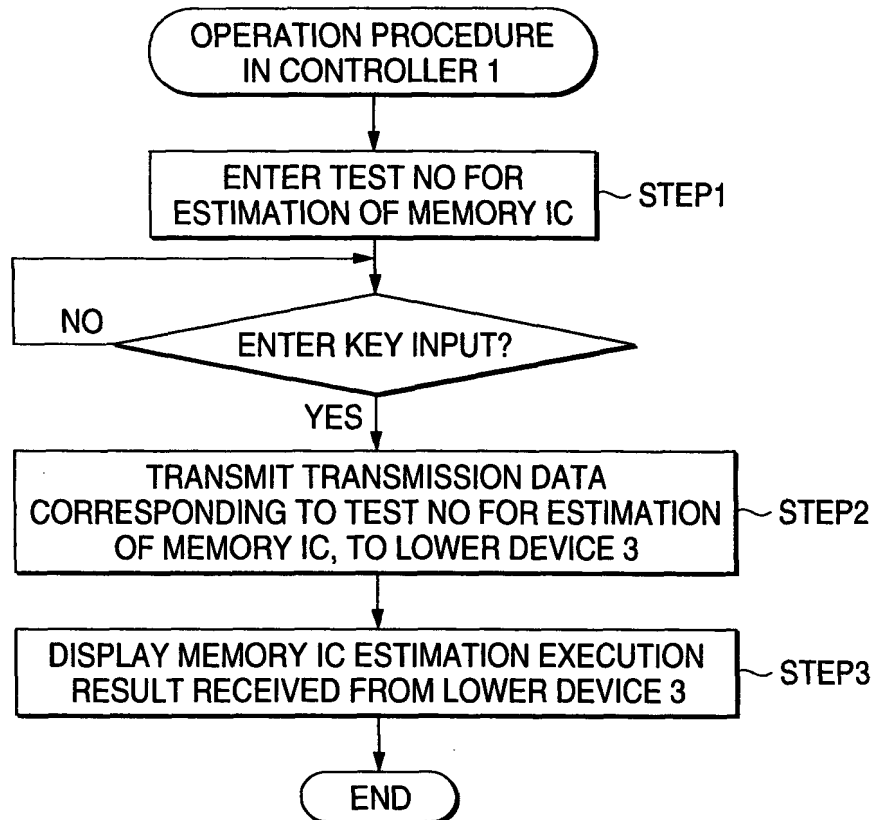 OPERATION PROCEDURE
IN CONTROLLER 1
ENTER TEST NO FOR
ESTIMATION OF MEMORY IC
STEP1
NO
ENTER KEY INPUT?
YES
TRANSMIT TRANSMISSION DATA
CORRESPONDING TO TEST NO FOR ESTIMATION
OF MEMORY IC, TO LOWER DEVICE 3
STEP2
DISPLAY MEMORY IC ESTIMATION EXECUTION
RESULT RECEIVED FROM LOWER DEVICE 3
STEP3
END